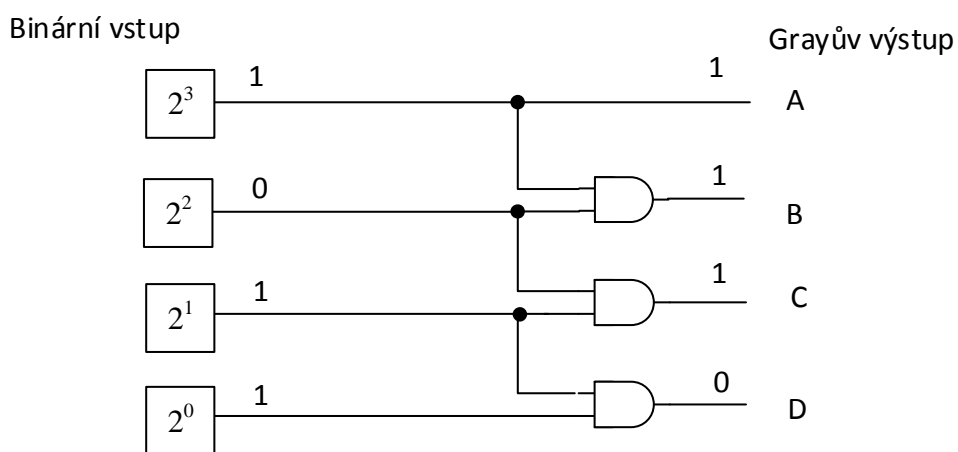 Binární vstup
Grayův výstup
2³ 1 1 A
2² 0 1 B
2¹ 1 1 C
2⁰ 1 0 D